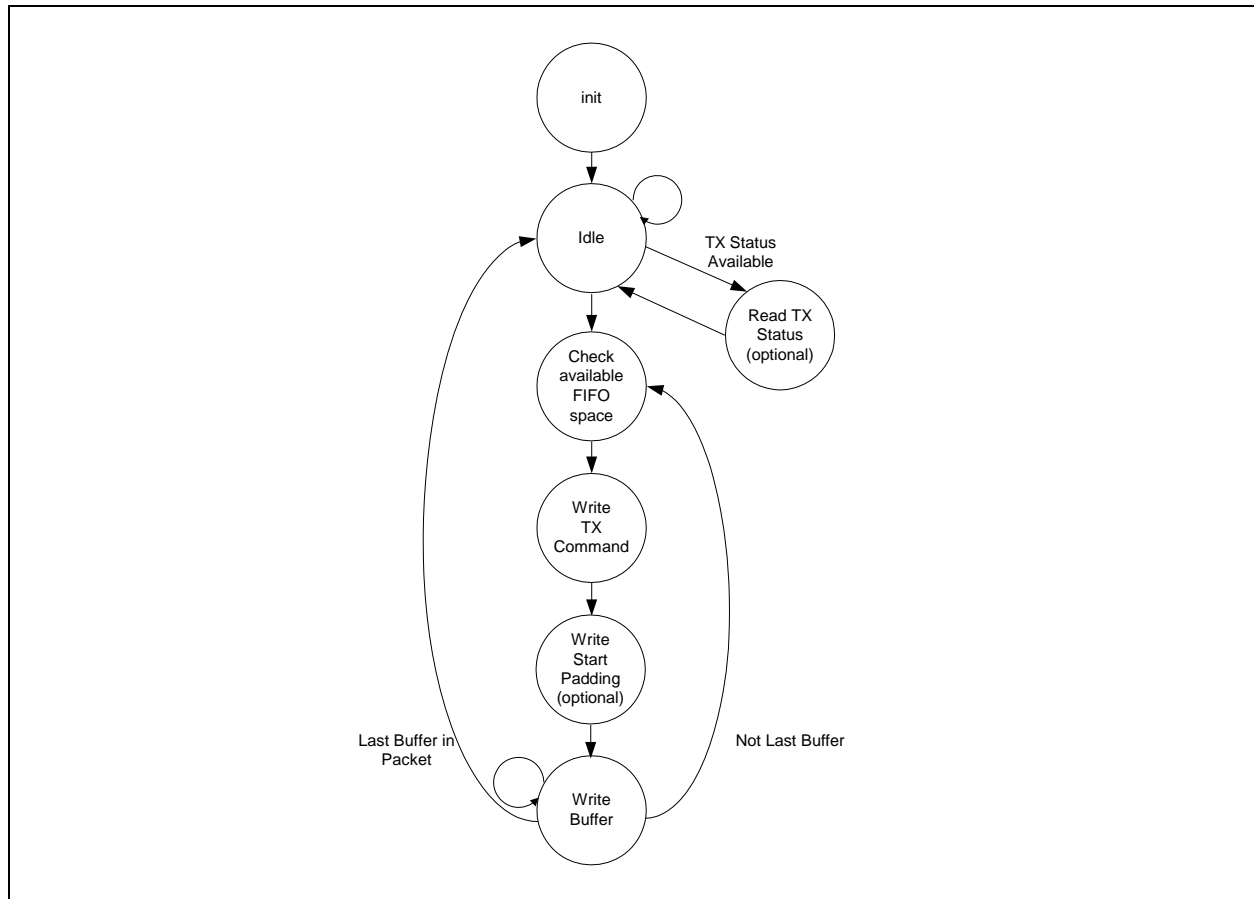 init
Idle
TX Status
Available
Read TX
Status
(optional)
Check
available
FIFO
space
Write
TX
Command
Write
Start
Padding
(optional)
Last Buffer in
Packet
Not Last Buffer
Write
Buffer